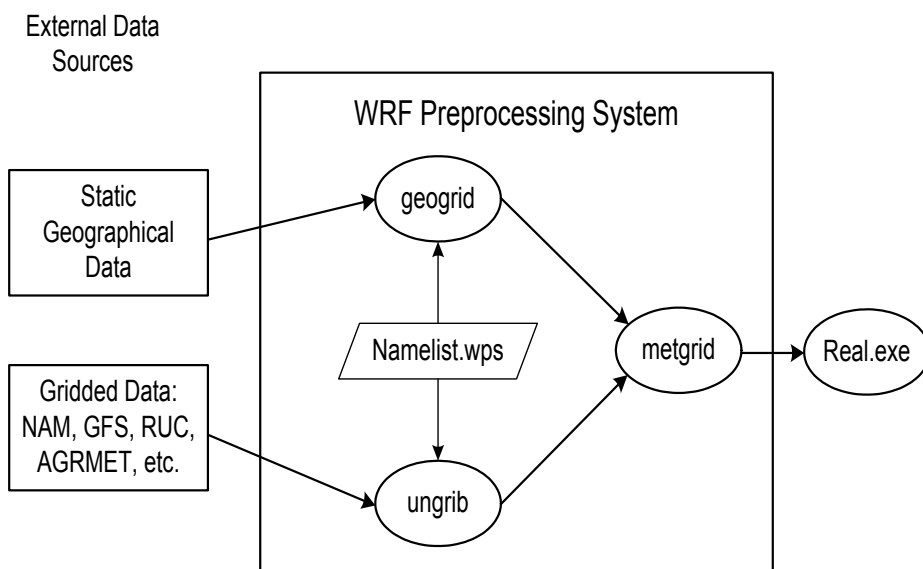 External Data
Sources
WRF Preprocessing System
Static
Geographical
Data
geogrid
Namelist.wps
metgrid
Real.exe
Gridded Data:
NAM, GFS, RUC,
AGRMET, etc.
ungrib